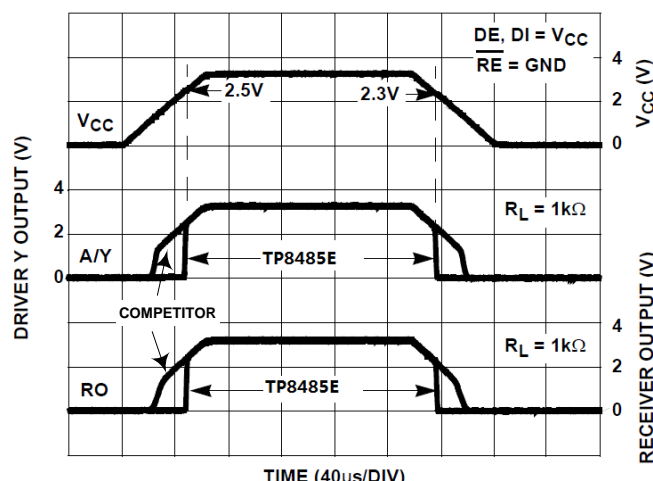 DE, DI = VCC
RE = GND
4
2
0
VCC (V)
2.5V
2.3V
VCC
DRIVER Y OUTPUT (V)
4
2
0
A/Y
RL = 1kΩ
TP8485E
COMPETITOR
RL = 1kΩ
4
2
0
RECEIVER OUTPUT (V)
RO
TP8485E
TIME (40µs/DIV)